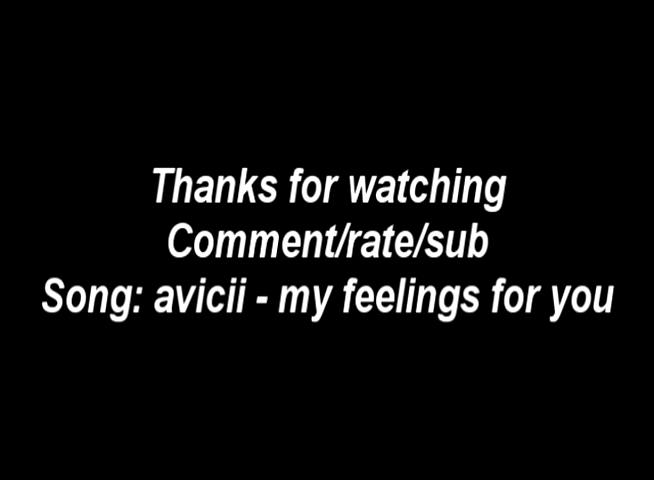 Thanks for watching
Comment/rate/sub
Song: avicii - my feelings for you